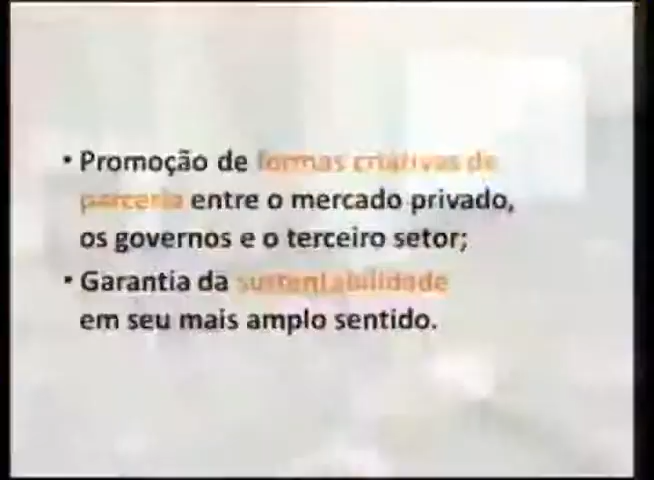 • Promoção de formas criativas de
parceria entre o mercado privado,
os governos e o terceiro setor;
• Garantia da sustentabilidade
em seu mais amplo sentido.